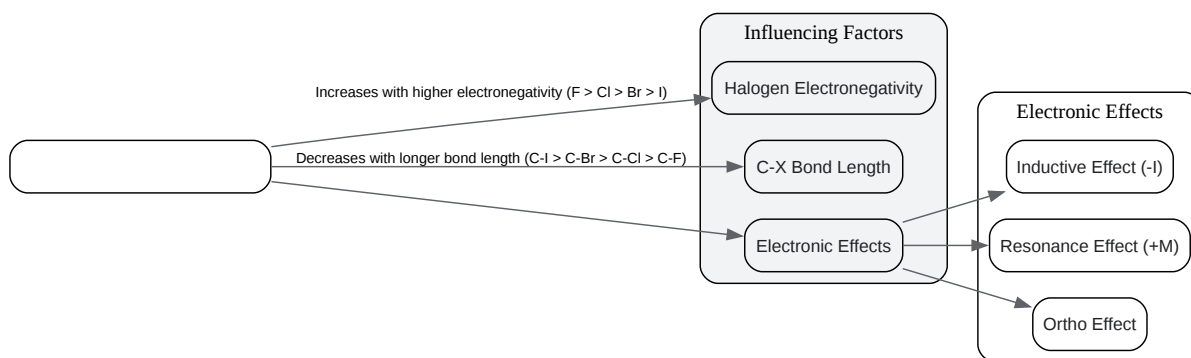 Influencing Factors
Increases with higher electronegativity (F > Cl > Br > I)
Halogen Electronegativity
Decreases with longer bond length (C-I > C-Br > C-Cl > C-F)
C-X Bond Length
Electronic Effects
Electronic Effects
Inductive Effect (-I)
Resonance Effect (+M)
Ortho Effect